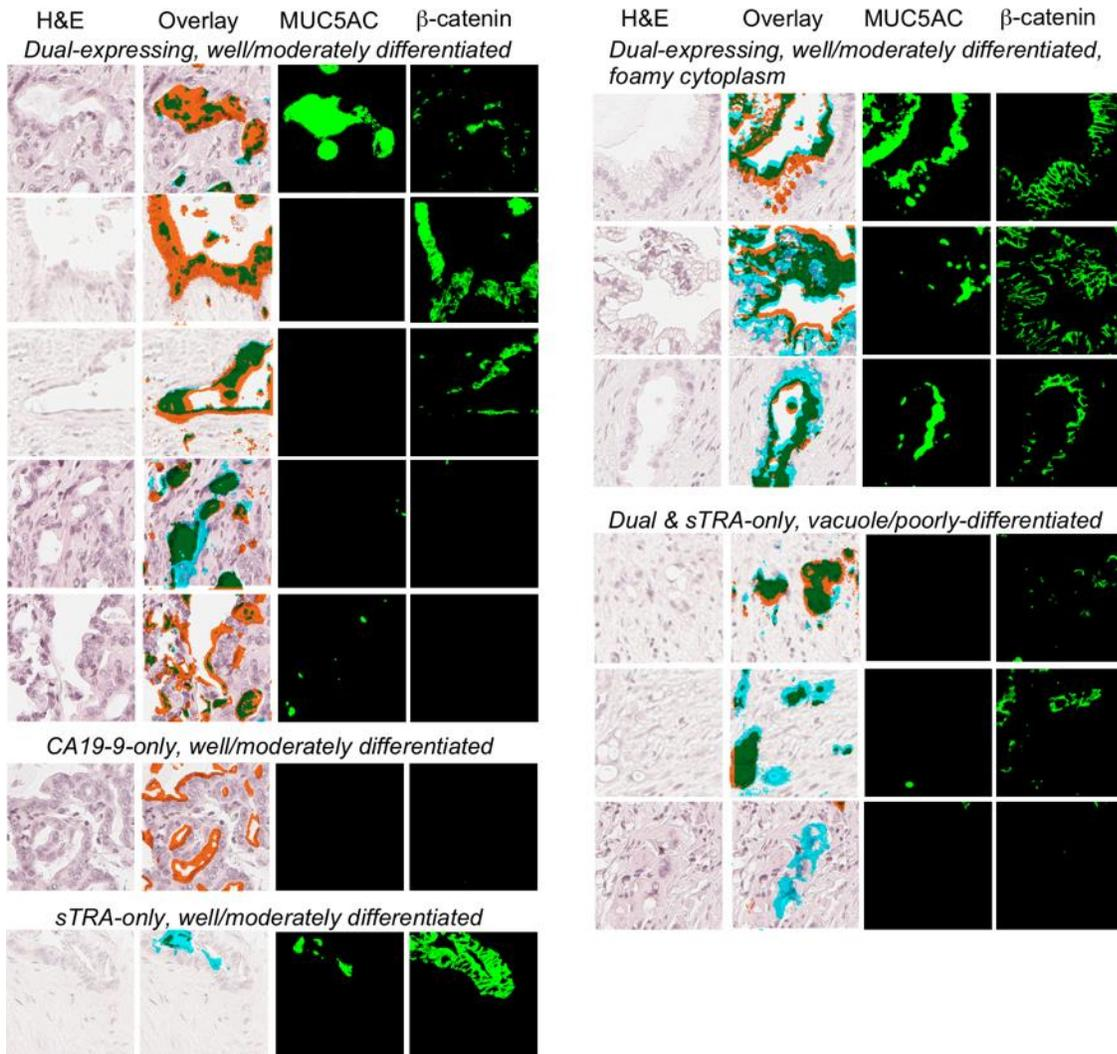 H&E Overlay MUC5AC β-catenin
Dual-expressing, well/moderately differentiated
CA19-9-only, well/moderately differentiated
sTRA-only, well/moderately differentiated
H&E Overlay MUC5AC β-catenin
Dual-expressing, well/moderately differentiated,
foamy cytoplasm
Dual & sTRA-only, vacuole/poorly-differentiated